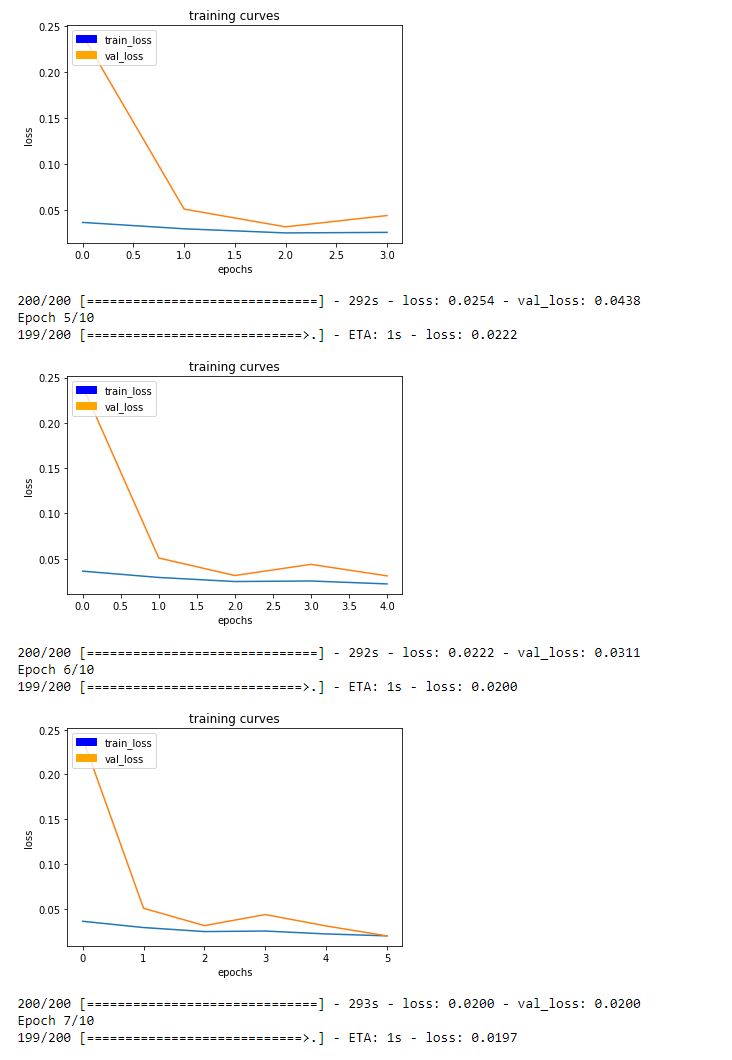 training curves
0.25
train_loss
val_loss
0.20
0.15
loss
0.10
0.05
0.0 0.5 1.0 1.5 2.0 2.5 3.0
epochs
200/200 [==============================] - 292s - loss: 0.0254 - val_loss: 0.0438
Epoch 5/10
199/200 [============================>.] - ETA: 1s - loss: 0.0222
training curves
0.25
train_loss
val_loss
0.20
0.15
loss
0.10
0.05
0.0 0.5 1.0 1.5 2.0 2.5 3.0 3.5 4.0
epochs
200/200 [==============================] - 292s - loss: 0.0222 - val_loss: 0.0311
Epoch 6/10
199/200 [============================>.] - ETA: 1s - loss: 0.0200
training curves
0.25
train_loss
val_loss
0.20
0.15
loss
0.10
0.05
0 1 2 3 4 5
epochs
200/200 [==============================] - 293s - loss: 0.0200 - val_loss: 0.0200
Epoch 7/10
199/200 [============================>.] - ETA: 1s - loss: 0.0197